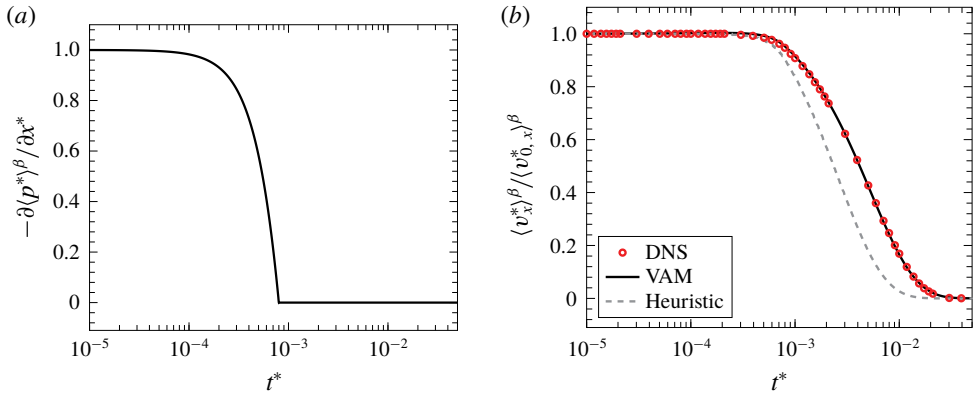 (a)
1.0
0.8
0.6
0.4
0.2
0
10⁻⁵
10⁻⁴
10⁻³
10⁻²
t*
−∂⟨p*⟩^β/∂x*
(b)
1.0
0.8
0.6
0.4
0.2
0
10⁻⁵
10⁻⁴
10⁻³
10⁻²
t*
⟨v*ₓ⟩^β/⟨v*₀,ₓ⟩^β
DNS
VAM
Heuristic